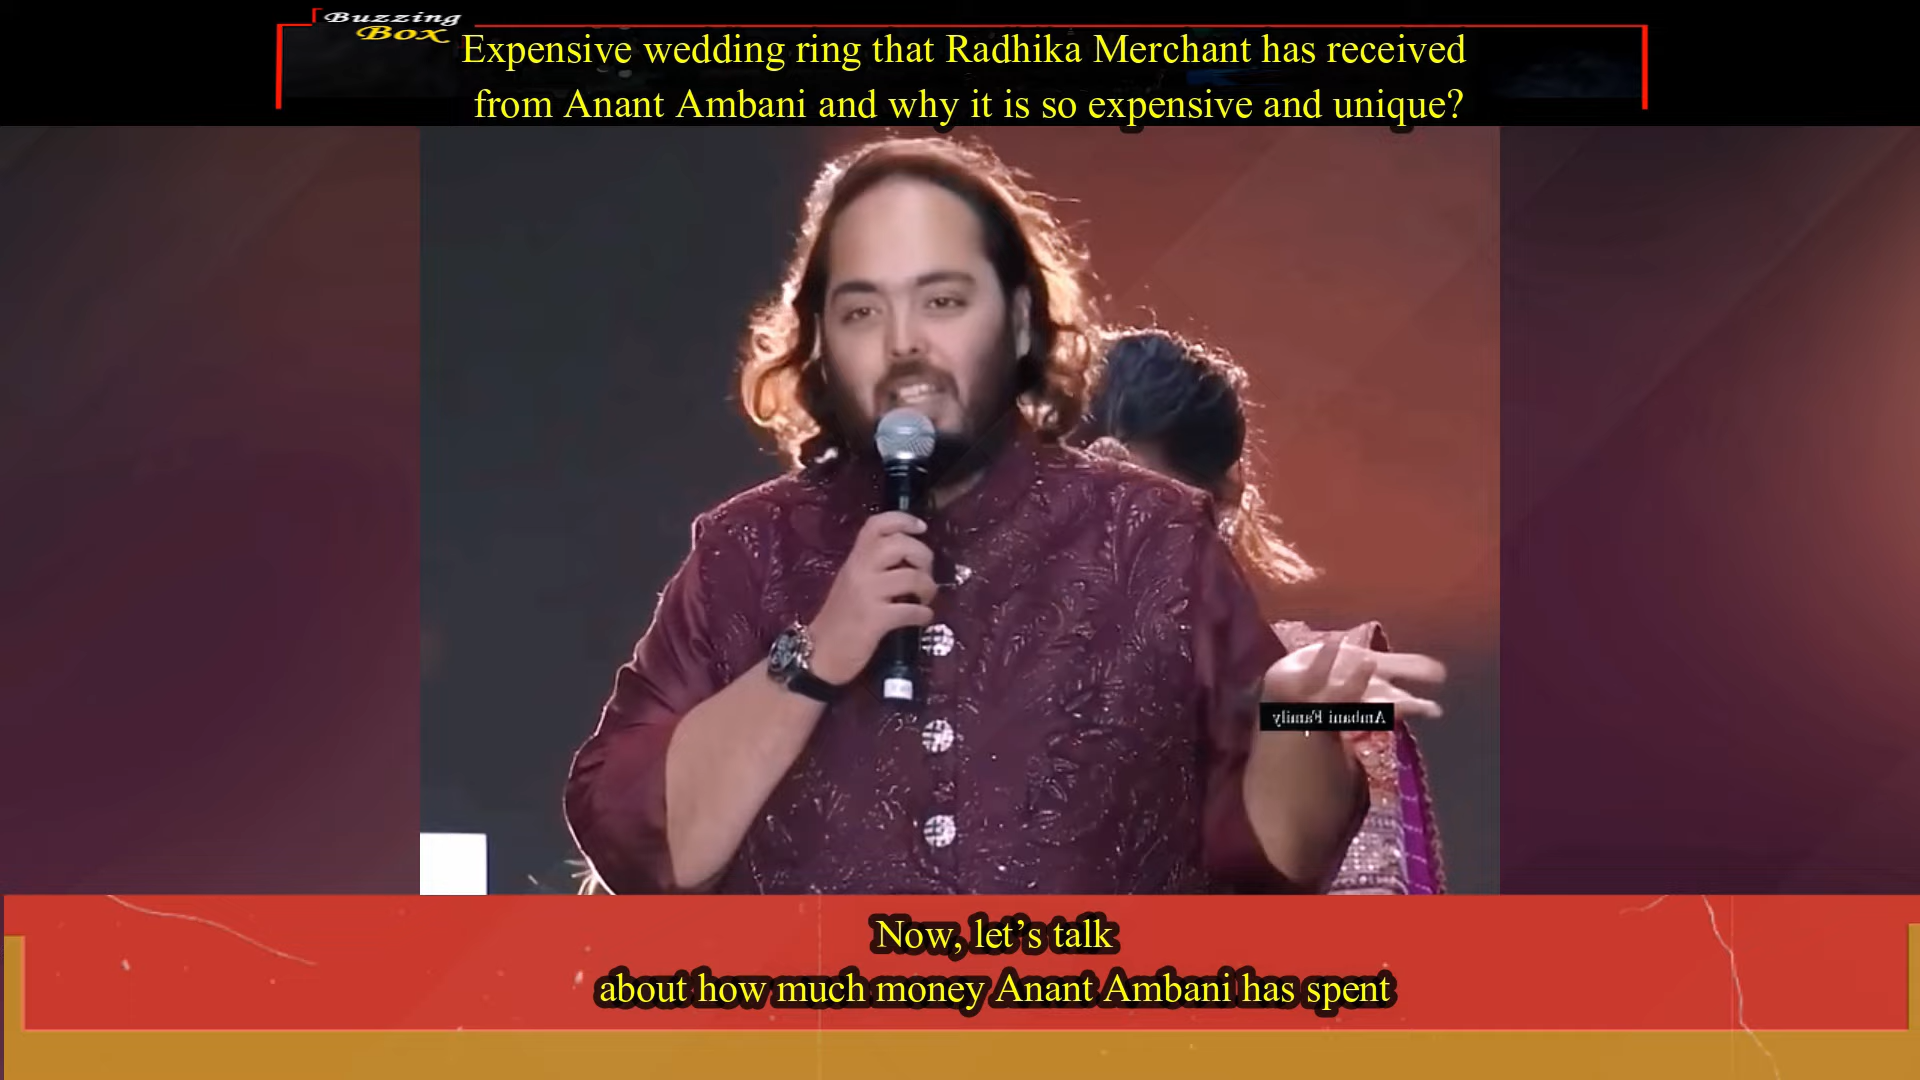 Buzzing
Box
Expensive wedding ring that Radhika Merchant has received
from Anant Ambani and why it is so expensive and unique?
Ambani Family
Now, let’s talk
about how much money Anant Ambani has spent